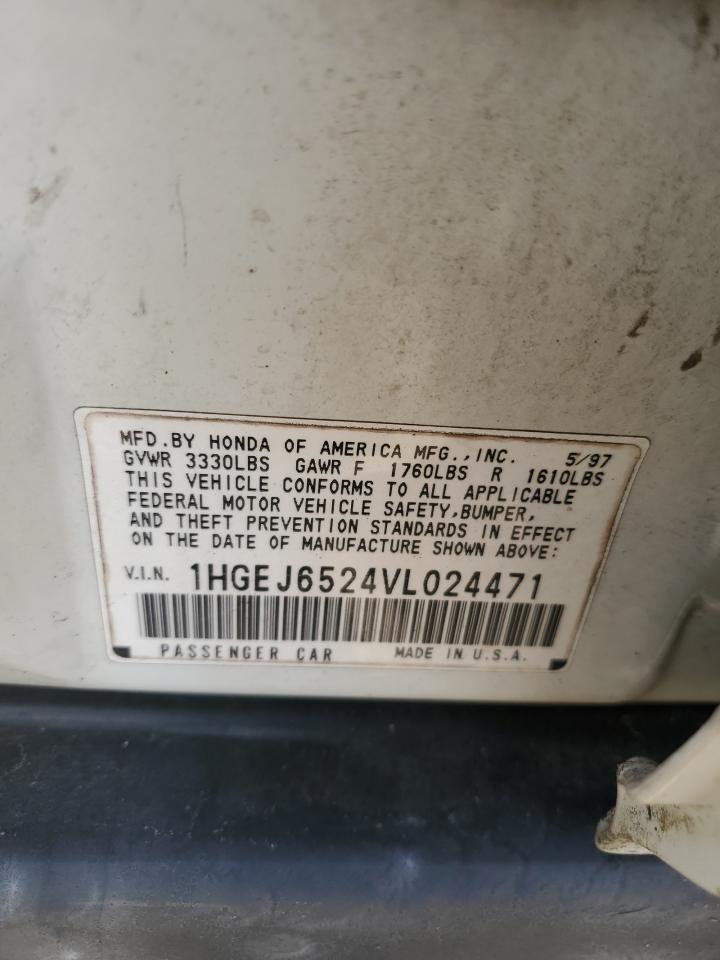 MFD.BY HONDA OF AMERICA MFG.,INC. 5/97
GVWR 3330LBS GAWR F 1760LBS R 1610LBS
THIS VEHICLE CONFORMS TO ALL APPLICABLE
FEDERAL MOTOR VEHICLE SAFETY,BUMPER,
AND THEFT PREVENTION STANDARDS IN EFFECT
ON THE DATE OF MANUFACTURE SHOWN ABOVE:
V.I.N. 1HGEJ6524VL024471
PASSENGER CAR MADE IN U.S.A.